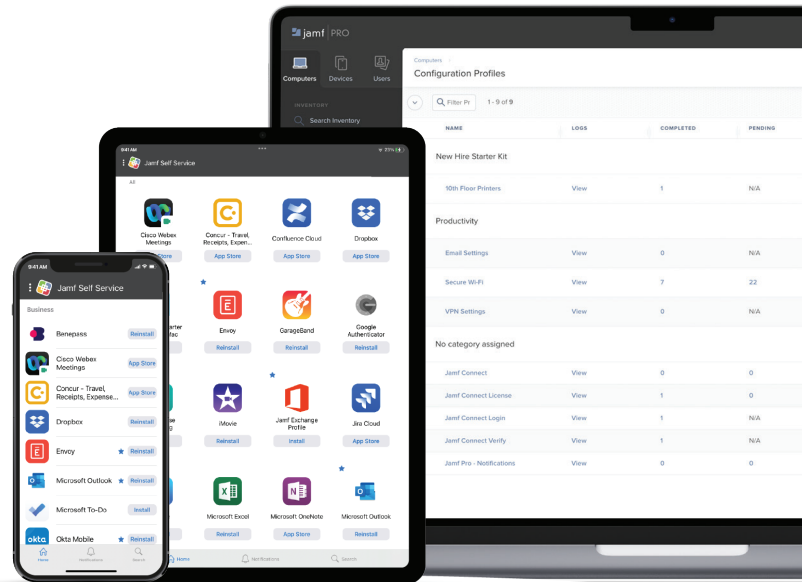 jamf PRO
Computers
Devices
Users
INVENTORY
Search Inventory
Computers
Configuration Profiles
Filter Pr
1 - 9 of 9
NAME LOGS COMPLETED PENDING
New Hire Starter Kit
10th Floor Printers View 1 N/A
Productivity
Email Settings View 0 N/A
Secure Wi-Fi View 7 22
VPN Settings View 0 N/A
No category assigned
Jamf Connect View 0 0
Jamf Connect License View 1 0
Jamf Connect Login View 1 N/A
Jamf Connect Verify View 1 N/A
Jamf Pro - Notifications View 0 0
9:41 AM
Jamf Self Service
All
Cisco Webex
Meetings
Store
Concur - Travel,
Receipts, Expen...
App Store
Confluence Cloud
App Store
Dropbox
App Store
arter
Mac
Envoy
Reinstall
GarageBand
Reinstall
Google
Authenticator
Reinstall
iMovie
Reinstall
Jamf Exchange
Profile
Install
Jira Cloud
App Store
Microsoft Excel
Reinstall
Microsoft OneNote
App Store
Microsoft Outlook
Reinstall
Home
Notifications
Search
9:41 AM
Jamf Self Service
Business
Benepass Reinstall
Cisco Webex
Meetings
App Store
Concur - Travel,
Receipts, Expense...
App Store
Dropbox Reinstall
Envoy Reinstall
Microsoft Outlook Reinstall
Microsoft To-Do Install
okta
Okta Mobile Reinstall
Home
Notifications
Search